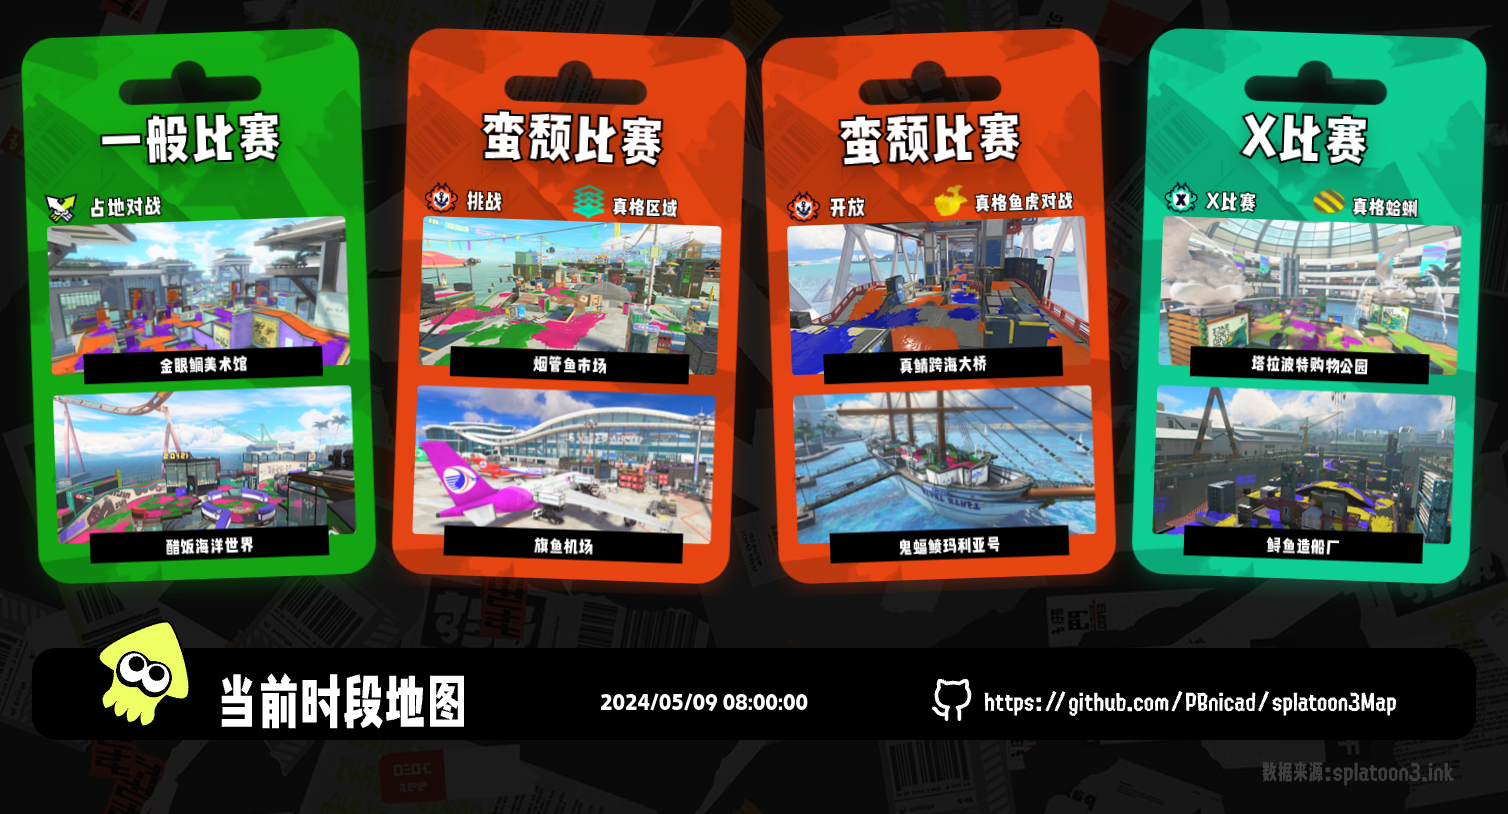 一般比赛
占地对战
金眼鲷美术馆
醋饭海洋世界
蛮颓比赛
挑战
真格区域
烟管鱼市场
旗鱼机场
蛮颓比赛
开放
真格鱼虎对战
真鲭跨海大桥
鬼蝠鲼玛利亚号
X比赛
X比赛
真格蛤蜊
塔拉波特购物公园
鲟鱼造船厂
当前时段地图
2024/05/09 08:00:00
https://github.com/PBnicad/splatoon3Map
数据来源:splatoon3.ink